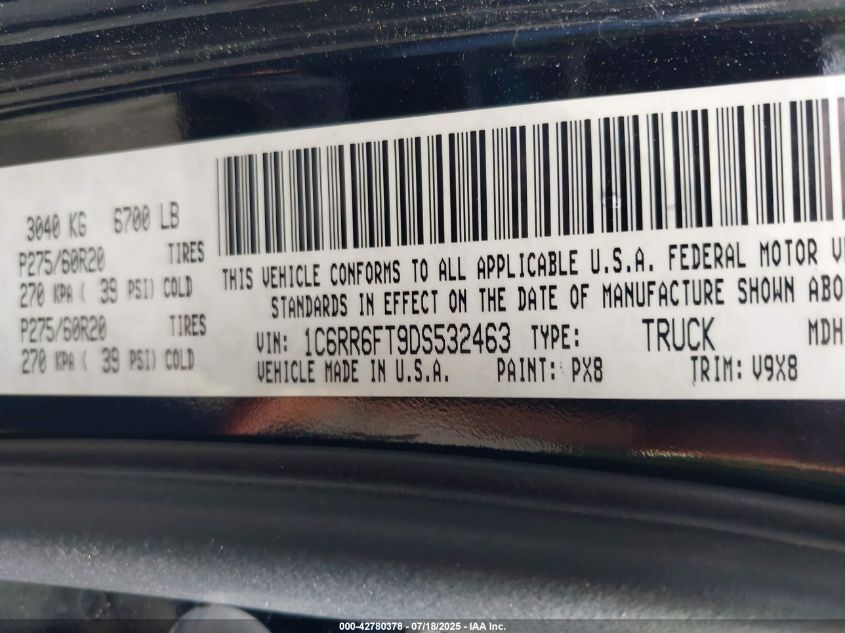 3040 KG 6700 LB
P275/60R20 TIRES
270 KPA ( 39 PSI) COLD
P275/60R20 TIRES
270 KPA ( 39 PSI) COLD
THIS VEHICLE CONFORMS TO ALL APPLICABLE U.S.A. FEDERAL MOTOR
STANDARDS IN EFFECT ON THE DATE OF MANUFACTURE SHOWN ABO
VIN: 1C6RR6FT9DS532463 TYPE: TRUCK MDH
VEHICLE MADE IN U.S.A. PAINT: PX8 TRIM: V9X8
000-42780378 - 07/18/2025 - IAA Inc.